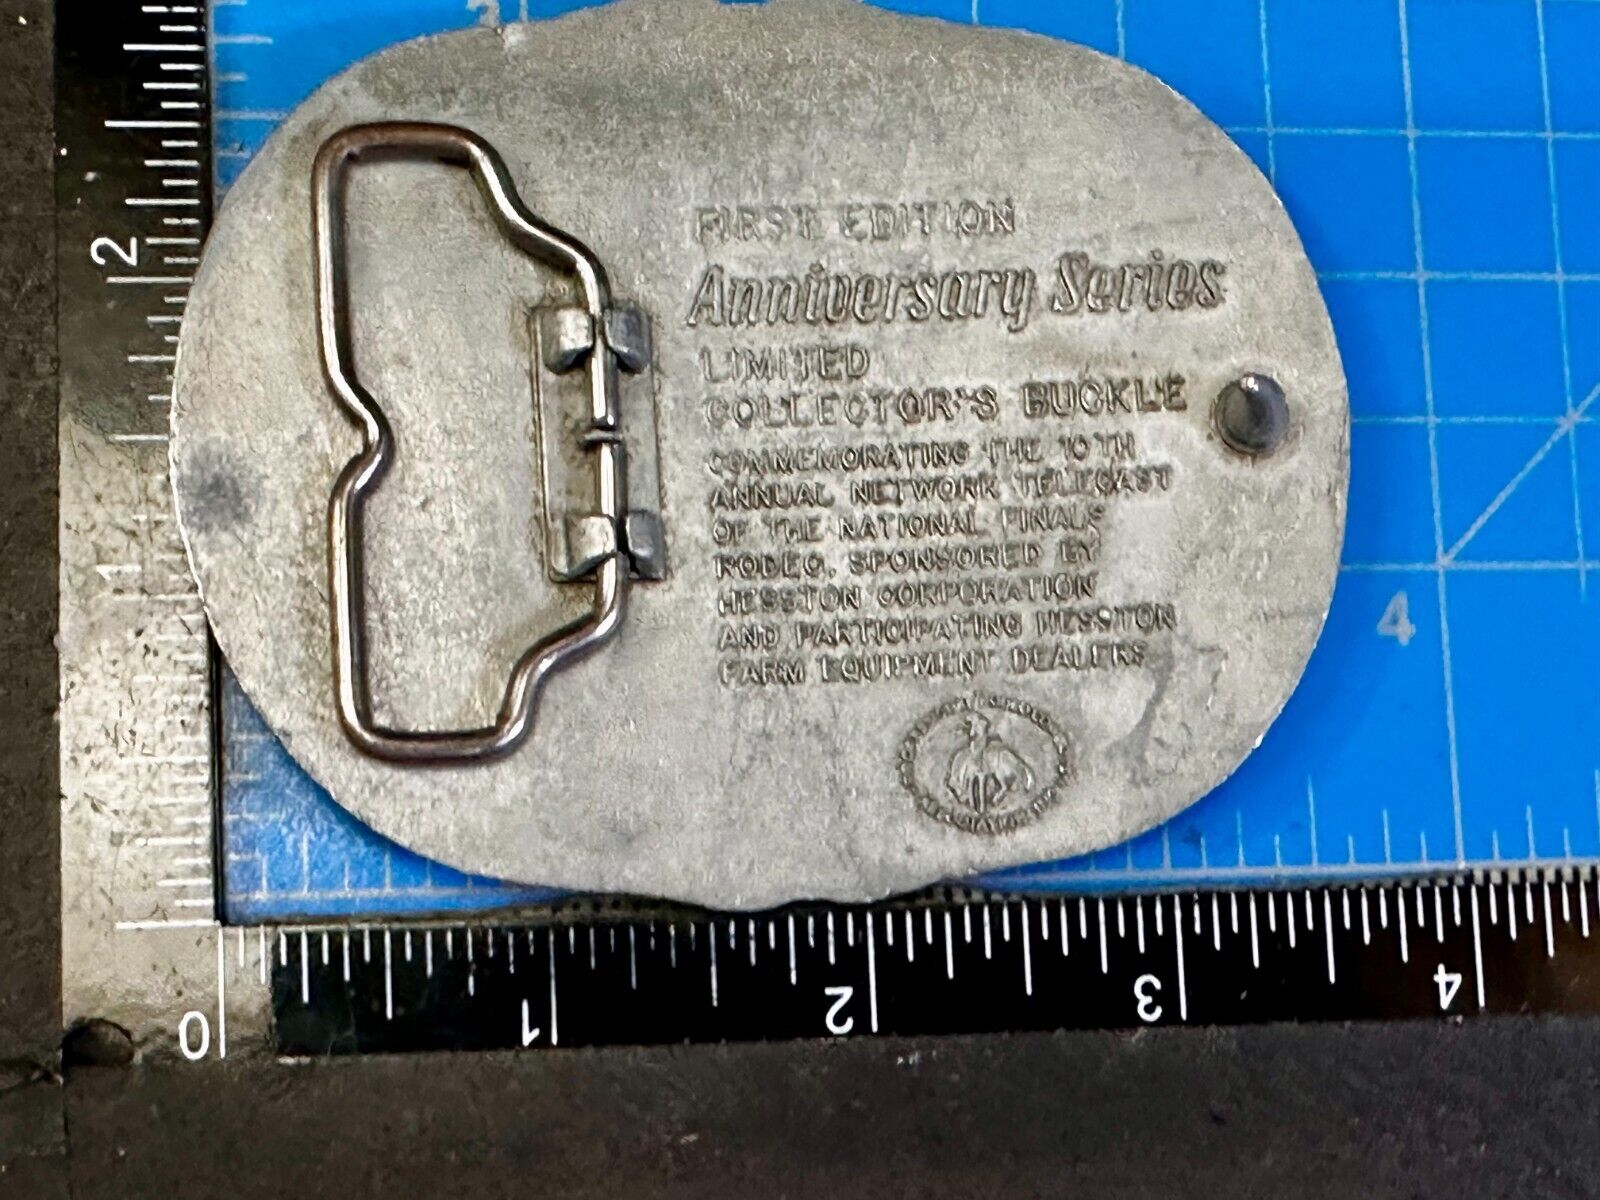 FIRST EDITION
Anniversary Series
LIMITED
COLLECTOR'S BUCKLE
COMMEMORATING THE 10TH
ANNUAL NETWORK TELECAST
OF THE NATIONAL FINALS
RODEO. SPONSORED BY
HESSTON CORPORATION
AND PARTICIPATING HESSTON
FARM EQUIPMENT DEALERS
2
1
4
0
1
2
3
4